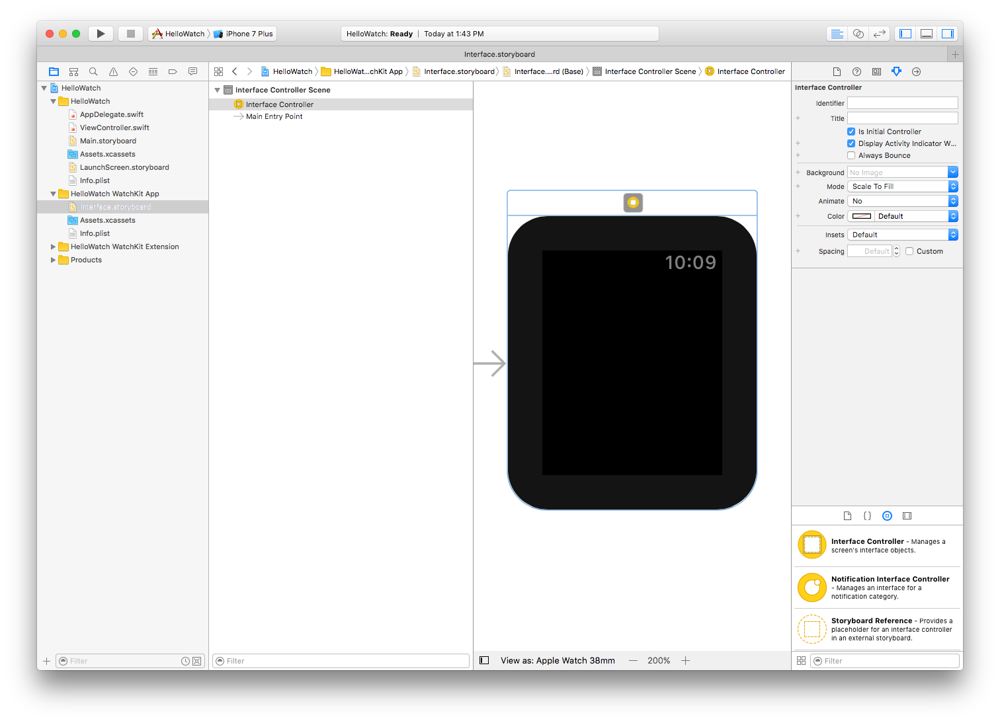 HelloWatch iPhone 7 Plus
HelloWatch: Ready | Today at 1:43 PM
Interface.storyboard
HelloWatch HelloWat...chKit App Interface.storyboard Interface....rd (Base) Interface Controller Scene Interface Controller
HelloWatch
HelloWatch
AppDelegate.swift
ViewController.swift
Main.storyboard
Assets.xcassets
LaunchScreen.storyboard
Info.plist
HelloWatch WatchKit App
Interface.storyboard
Assets.xcassets
Info.plist
HelloWatch WatchKit Extension
Products
Filter
Interface Controller Scene
Interface Controller
Main Entry Point
Filter
10:09
View as: Apple Watch 38mm — 200% +
Interface Controller
Identifier
+ Title
Is Initial Controller
+ Display Activity Indicator W...
+ Always Bounce
+ Background No Image
+ Mode Scale To Fill
Animate No
+ Color Default
Insets Default
+ Spacing Default Custom
{}
Interface Controller - Manages a
screen's interface objects.
Notification Interface Controller
- Manages an interface for a
notification category.
Storyboard Reference - Provides a
placeholder for an interface controller
in an external storyboard.
Filter